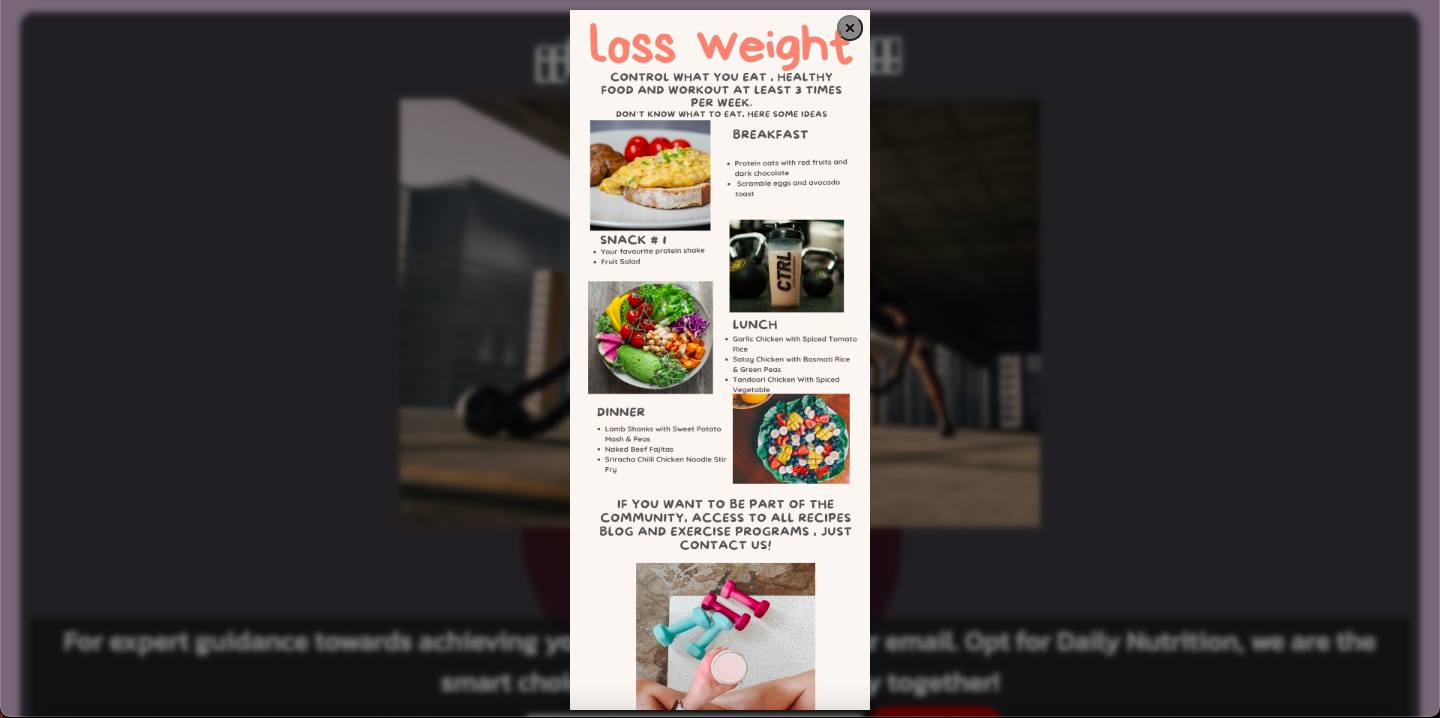 loss weight
CONTROL WHAT YOU EAT , HEALTHY
FOOD AND WORKOUT AT LEAST 3 TIMES
PER WEEK.
DON'T KNOW WHAT TO EAT, HERE SOME IDEAS
BREAKFAST
• Protein oats with red fruits and
dark chocolate
• Scramble eggs and avocado
toast
SNACK # 1
• Your favourite protein shake
• Fruit Salad
CTRL
LUNCH
• Garlic Chicken with Spiced Tomato
Rice
• Satay Chicken with Basmati Rice
& Green Peas
• Tandoori Chicken With Spiced
Vegetable
DINNER
• Lamb Shanks with Sweet Potato
Mash & Peas
• Naked Beef Fajitas
• Sriracha Chilli Chicken Noodle Stir
Fry
IF YOU WANT TO BE PART OF THE
COMMUNITY, ACCESS TO ALL RECIPES
BLOG AND EXERCISE PROGRAMS , JUST
CONTACT US!
For expert guidance towards achieving yo
r email. Opt for Daily Nutrition, we are the
smart choi
y together!